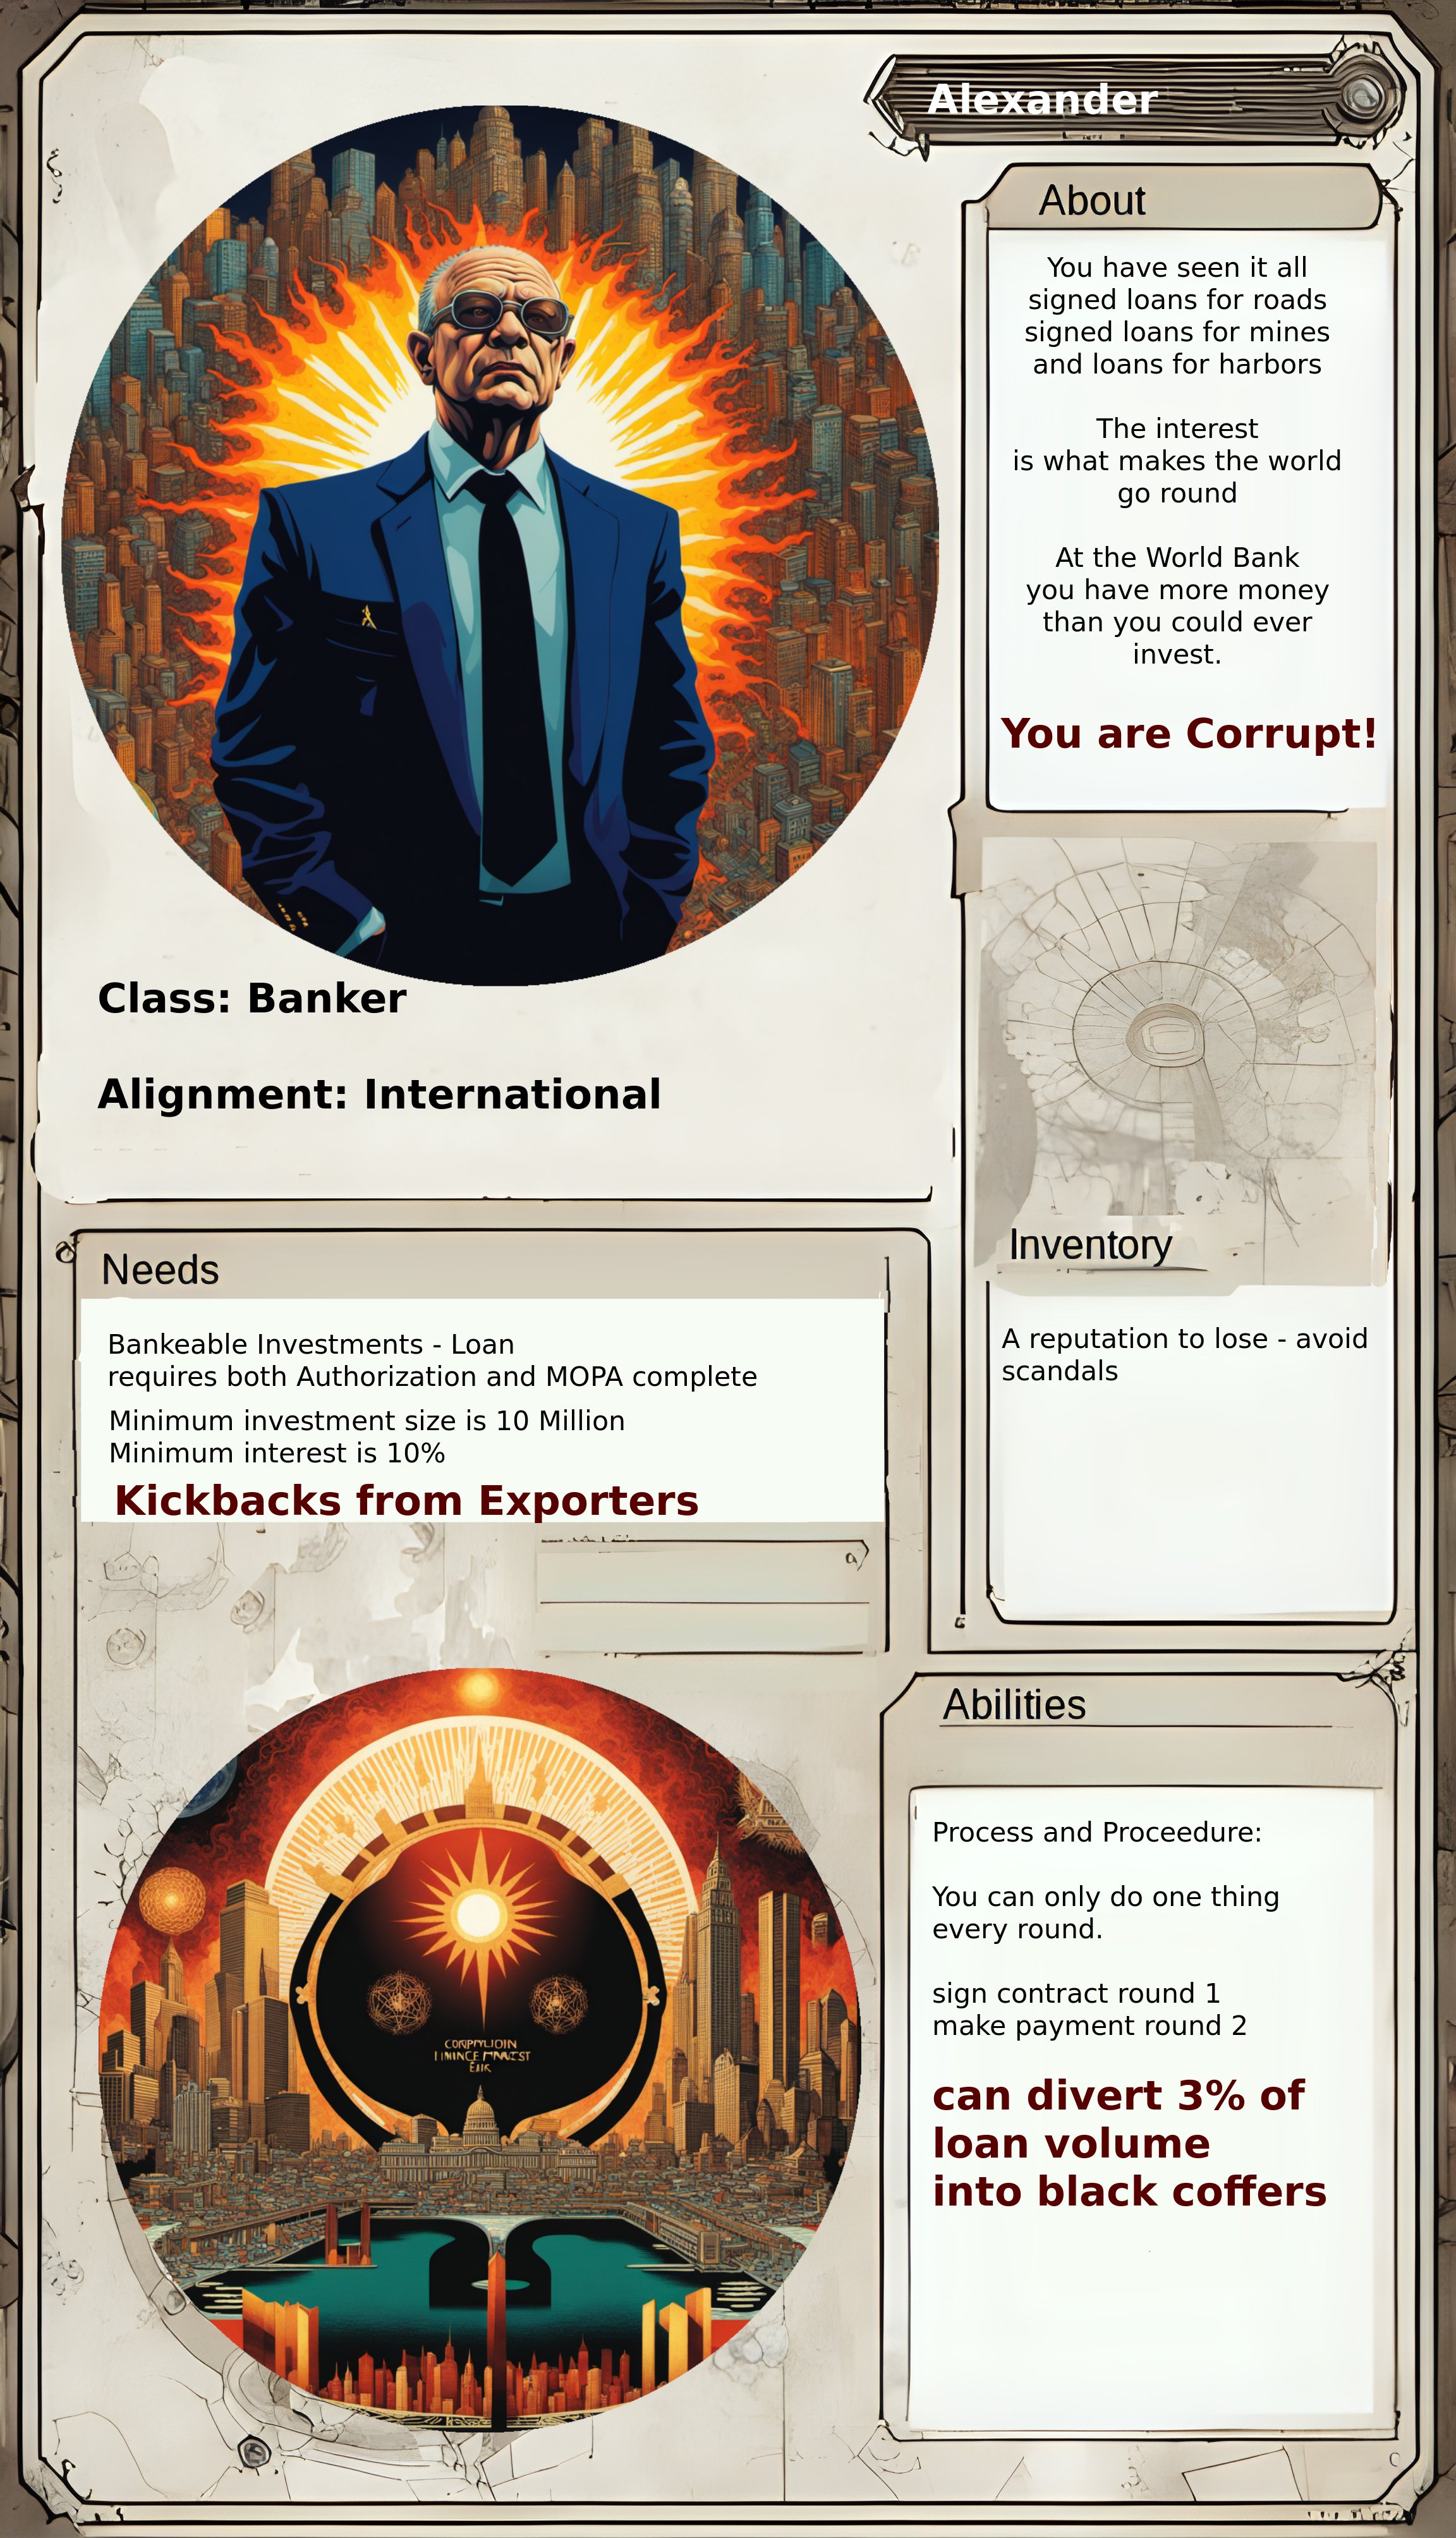 Alexander
About
You have seen it all
signed loans for roads
signed loans for mines
and loans for harbors
The interest
is what makes the world
go round
At the World Bank
you have more money
than you could ever
invest.
You are Corrupt!
Class: Banker
Alignment: International
Needs
Bankeable Investments - Loan
requires both Authorization and MOPA complete
Minimum investment size is 10 Million
Minimum interest is 10%
Kickbacks from Exporters
Inventory
A reputation to lose - avoid
scandals
Abilities
Process and Proceedure:
You can only do one thing
every round.
sign contract round 1
make payment round 2
can divert 3% of
loan volume
into black coffers